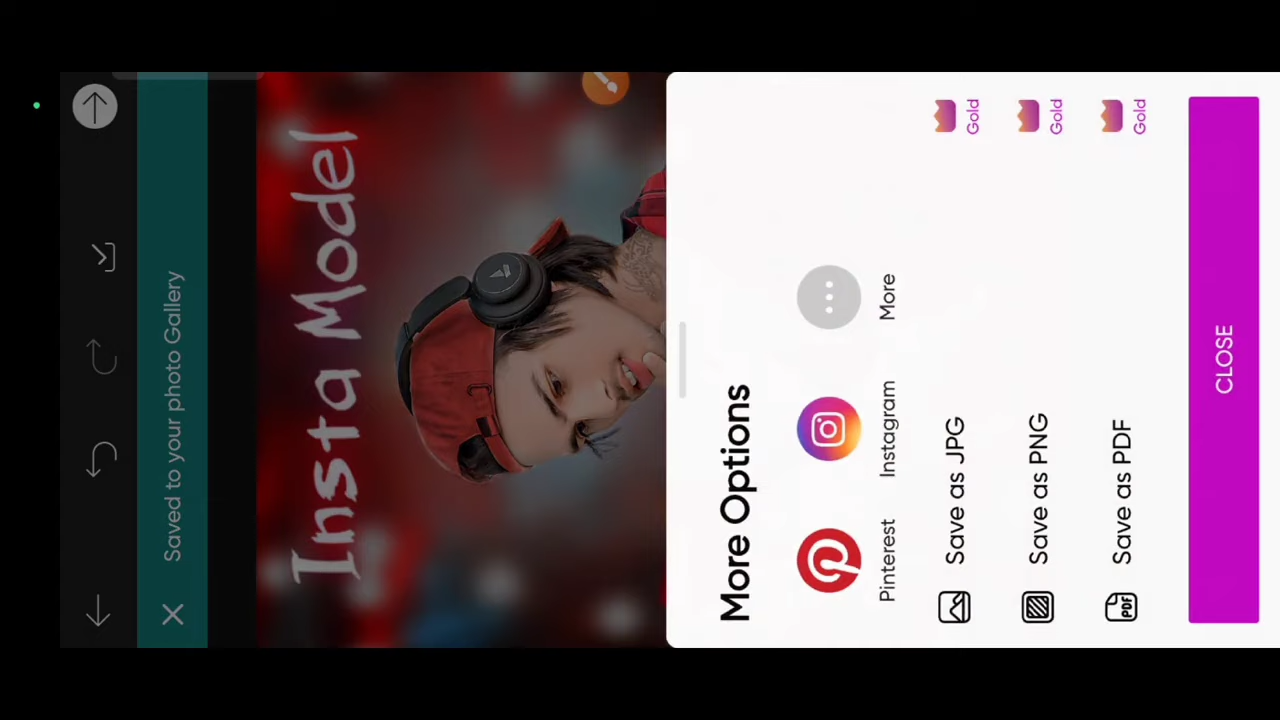 Saved to your photo Gallery
Insta Model
More Options
Pinterest
Instagram
More
Save as JPG
Gold
Save as PNG
Gold
PDF
Save as PDF
Gold
CLOSE